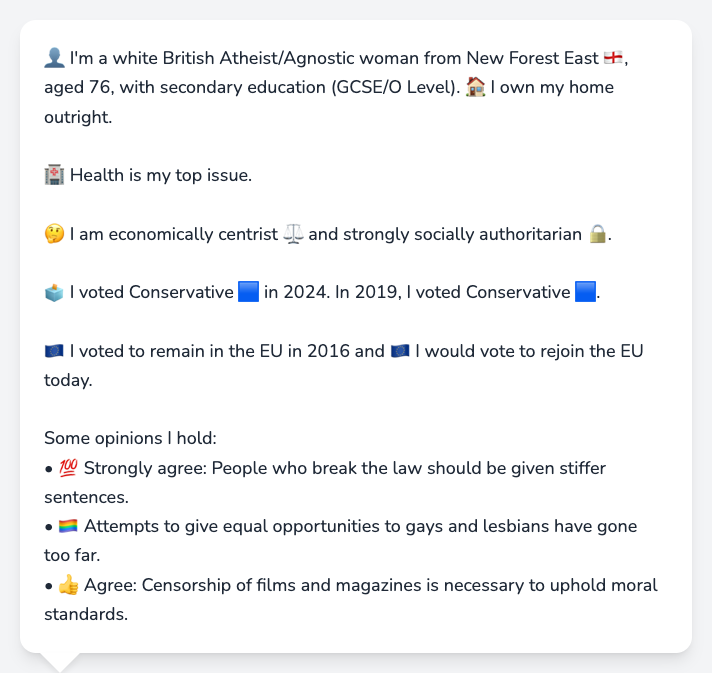 👤 I'm a white British Atheist/Agnostic woman from New Forest East 🏴󠁧󠁢󠁥󠁮󠁧󠁿,
aged 76, with secondary education (GCSE/O Level). 🏠 I own my home
outright.
🏥 Health is my top issue.
🤔 I am economically centrist ⚖️ and strongly socially authoritarian 🔒.
🗳️ I voted Conservative 🟦 in 2024. In 2019, I voted Conservative 🟦.
🇪🇺 I voted to remain in the EU in 2016 and 🇪🇺 I would vote to rejoin the EU
today.
Some opinions I hold:
• 💯 Strongly agree: People who break the law should be given stiffer
sentences.
• 🏳️‍🌈 Attempts to give equal opportunities to gays and lesbians have gone
too far.
• 👍 Agree: Censorship of films and magazines is necessary to uphold moral
standards.